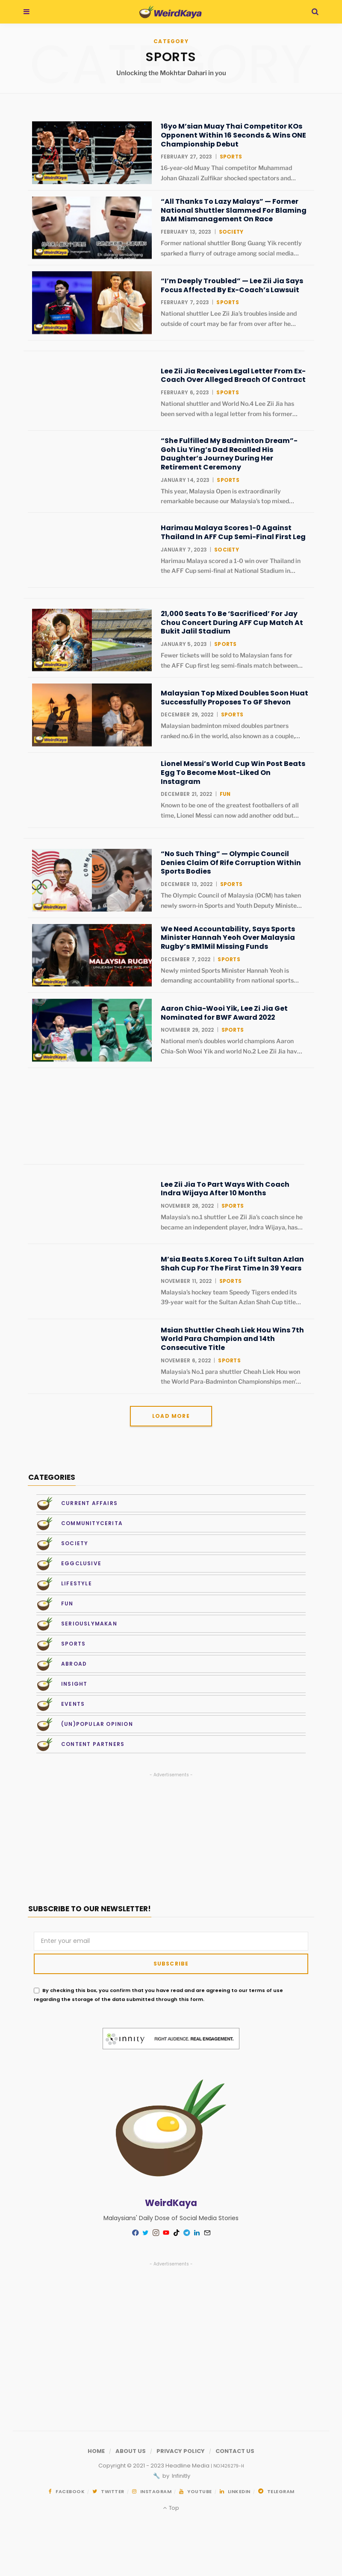 WeirdKaya
CATEGORY
CATEGORY
SPORTS
Unlocking the Mokhtar Dahari in you
16yo M’sian Muay Thai Competitor KOs
Opponent Within 16 Seconds & Wins ONE
Championship Debut
FEBRUARY 27, 2023 | SPORTS
16-year-old Muay Thai competitor Muhammad
Johan Ghazali Zulfikar shocked spectators and...
WeirdKaya
“All Thanks To Lazy Malays” — Former
National Shuttler Slammed For Blaming
BAM Mismanagement On Race
FEBRUARY 13, 2023 | SOCIETY
Former national shuttler Bong Guang Yik recently
sparked a flurry of outrage among social media...
WeirdKaya
“I’m Deeply Troubled” — Lee Zii Jia Says
Focus Affected By Ex-Coach’s Lawsuit
FEBRUARY 7, 2023 | SPORTS
National shuttler Lee Zii Jia’s troubles inside and
outside of court may be far from over after he...
WeirdKaya
Lee Zii Jia Receives Legal Letter From Ex-
Coach Over Alleged Breach Of Contract
FEBRUARY 6, 2023 | SPORTS
National shuttler and World No.4 Lee Zii Jia has
been served with a legal letter from his former...
“She Fulfilled My Badminton Dream”-
Goh Liu Ying’s Dad Recalled His
Daughter’s Journey During Her
Retirement Ceremony
JANUARY 14, 2023 | SPORTS
This year, Malaysia Open is extraordinarily
remarkable because our Malaysia’s top mixed...
Harimau Malaya Scores 1-0 Against
Thailand In AFF Cup Semi-Final First Leg
JANUARY 7, 2023 | SOCIETY
Harimau Malaya scored a 1-0 win over Thailand in
the AFF Cup semi-final at National Stadium in...
21,000 Seats To Be ‘Sacrificed’ For Jay
Chou Concert During AFF Cup Match At
Bukit Jalil Stadium
JANUARY 5, 2023 | SPORTS
Fewer tickets will be sold to Malaysian fans for
the AFF Cup first leg semi-finals match between...
WeirdKaya
Malaysian Top Mixed Doubles Soon Huat
Successfully Proposes To GF Shevon
DECEMBER 29, 2022 | SPORTS
Malaysian badminton mixed doubles partners
ranked no.6 in the world, also known as a couple,...
WeirdKaya
Lionel Messi’s World Cup Win Post Beats
Egg To Become Most-Liked On
Instagram
DECEMBER 21, 2022 | FUN
Known to be one of the greatest footballers of all
time, Lionel Messi can now add another odd but...
“No Such Thing” — Olympic Council
Denies Claim Of Rife Corruption Within
Sports Bodies
DECEMBER 13, 2022 | SPORTS
The Olympic Council of Malaysia (OCM) has taken
newly sworn-in Sports and Youth Deputy Ministe...
WeirdKaya
We Need Accountability, Says Sports
Minister Hannah Yeoh Over Malaysia
Rugby’s RM1Mil Missing Funds
DECEMBER 7, 2022 | SPORTS
Newly minted Sports Minister Hannah Yeoh is
demanding accountability from national sports...
MALAYSIA RUGBY
WeirdKaya
Aaron Chia-Wooi Yik, Lee Zi Jia Get
Nominated for BWF Award 2022
NOVEMBER 29, 2022 | SPORTS
National men’s doubles world champions Aaron
Chia-Soh Wooi Yik and world No.2 Lee Zii Jia hav...
WeirdKaya
Lee Zii Jia To Part Ways With Coach
Indra Wijaya After 10 Months
NOVEMBER 28, 2022 | SPORTS
Malaysia’s no.1 shuttler Lee Zii Jia’s coach since he
became an independent player, Indra Wijaya, has...
M’sia Beats S.Korea To Lift Sultan Azlan
Shah Cup For The First Time In 39 Years
NOVEMBER 11, 2022 | SPORTS
Malaysia’s hockey team Speedy Tigers ended its
39-year wait for the Sultan Azlan Shah Cup title...
Msian Shuttler Cheah Liek Hou Wins 7th
World Para Champion and 14th
Consecutive Title
NOVEMBER 6, 2022 | SPORTS
Malaysia’s No.1 para shuttler Cheah Liek Hou won
the World Para-Badminton Championships men’...
LOAD MORE
CATEGORIES
CURRENT AFFAIRS
COMMUNITYCERITA
SOCIETY
EGGCLUSIVE
LIFESTYLE
FUN
SERIOUSLYMAKAN
SPORTS
ABROAD
INSIGHT
EVENTS
(UN)POPULAR OPINION
CONTENT PARTNERS
- Advertisements -
SUBSCRIBE TO OUR NEWSLETTER!
Enter your email
SUBSCRIBE
By checking this box, you confirm that you have read and are agreeing to our terms of use
regarding the storage of the data submitted through this form.
innity RIGHT AUDIENCE. REAL ENGAGEMENT.
WeirdKaya
Malaysians' Daily Dose of Social Media Stories
- Advertisements -
HOME / ABOUT US / PRIVACY POLICY / CONTACT US
by Infinity
FACEBOOK TWITTER INSTAGRAM YOUTUBE LINKEDIN TELEGRAM
Top